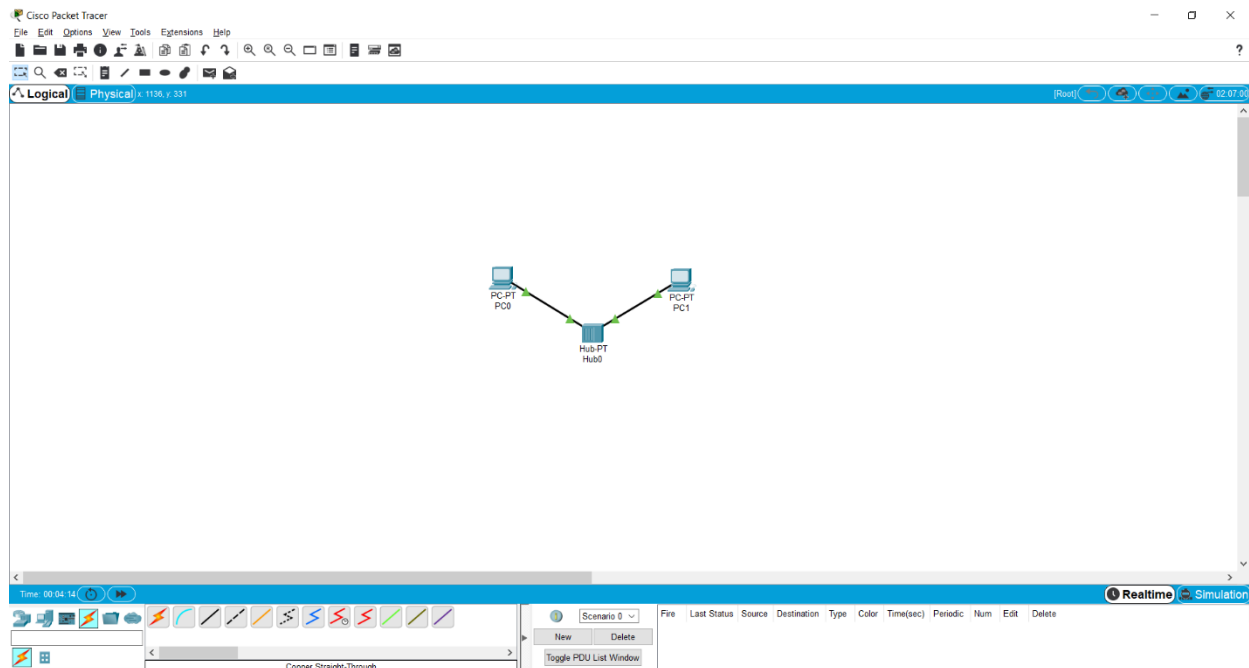 Cisco Packet Tracer
File Edit Options View Tools Extensions Help
?
Logical Physical x: 1136, y: 331 [Root] 02:07:00
PC-PT
PC0
PC-PT
PC1
Hub-PT
Hub0
Time: 00:04:14 Realtime Simulation
Scenario 0 Fire Last Status Source Destination Type Color Time(sec) Periodic Num Edit Delete
New Delete
Toggle PDU List Window
Copper Straight-Through